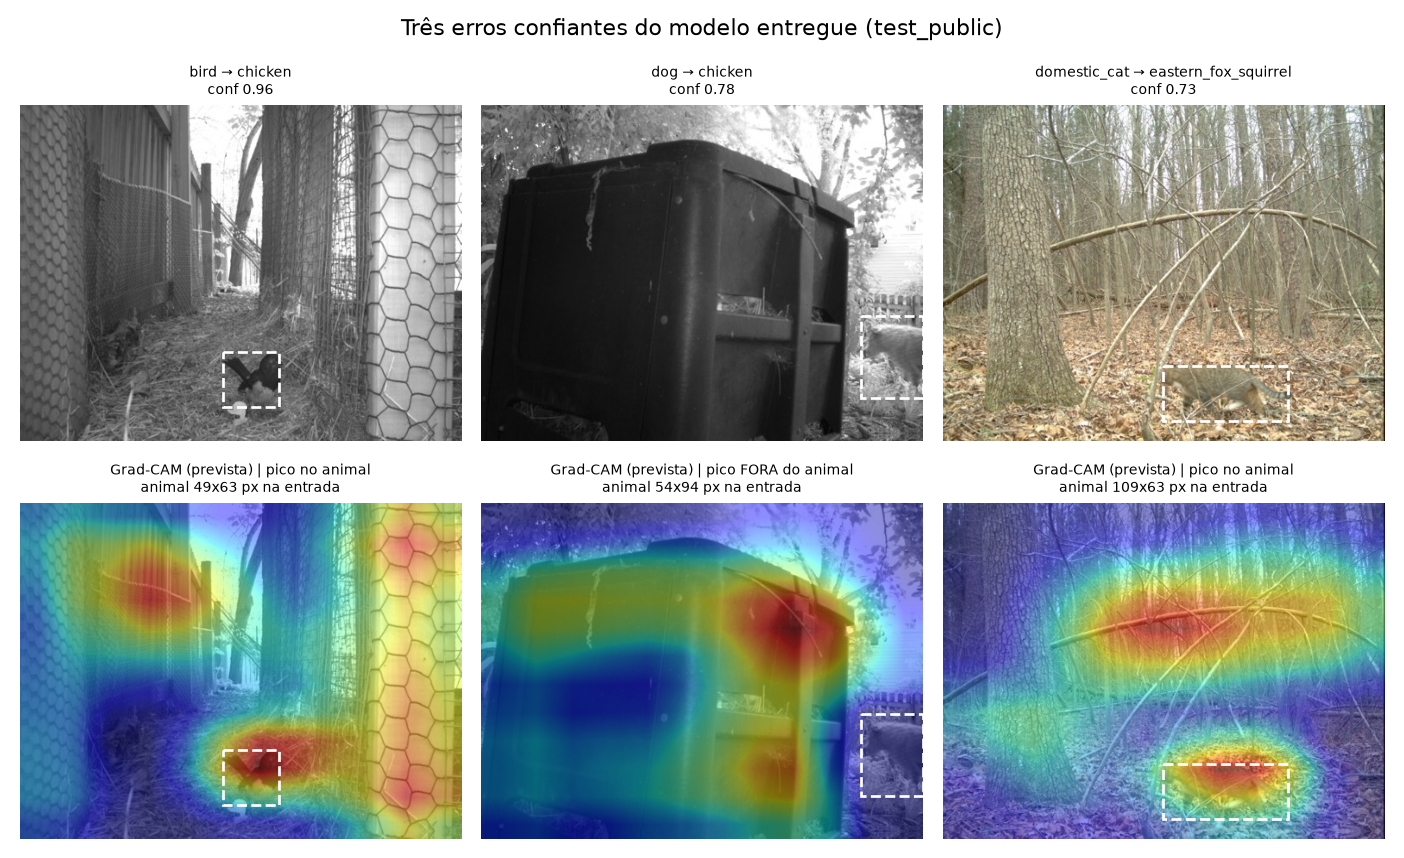 Três erros confiantes do modelo entregue (test_public)
bird → chicken
conf 0.96
dog → chicken
conf 0.78
domestic_cat → eastern_fox_squirrel
conf 0.73
Grad-CAM (prevista) | pico no animal
animal 49x63 px na entrada
Grad-CAM (prevista) | pico FORA do animal
animal 54x94 px na entrada
Grad-CAM (prevista) | pico no animal
animal 109x63 px na entrada